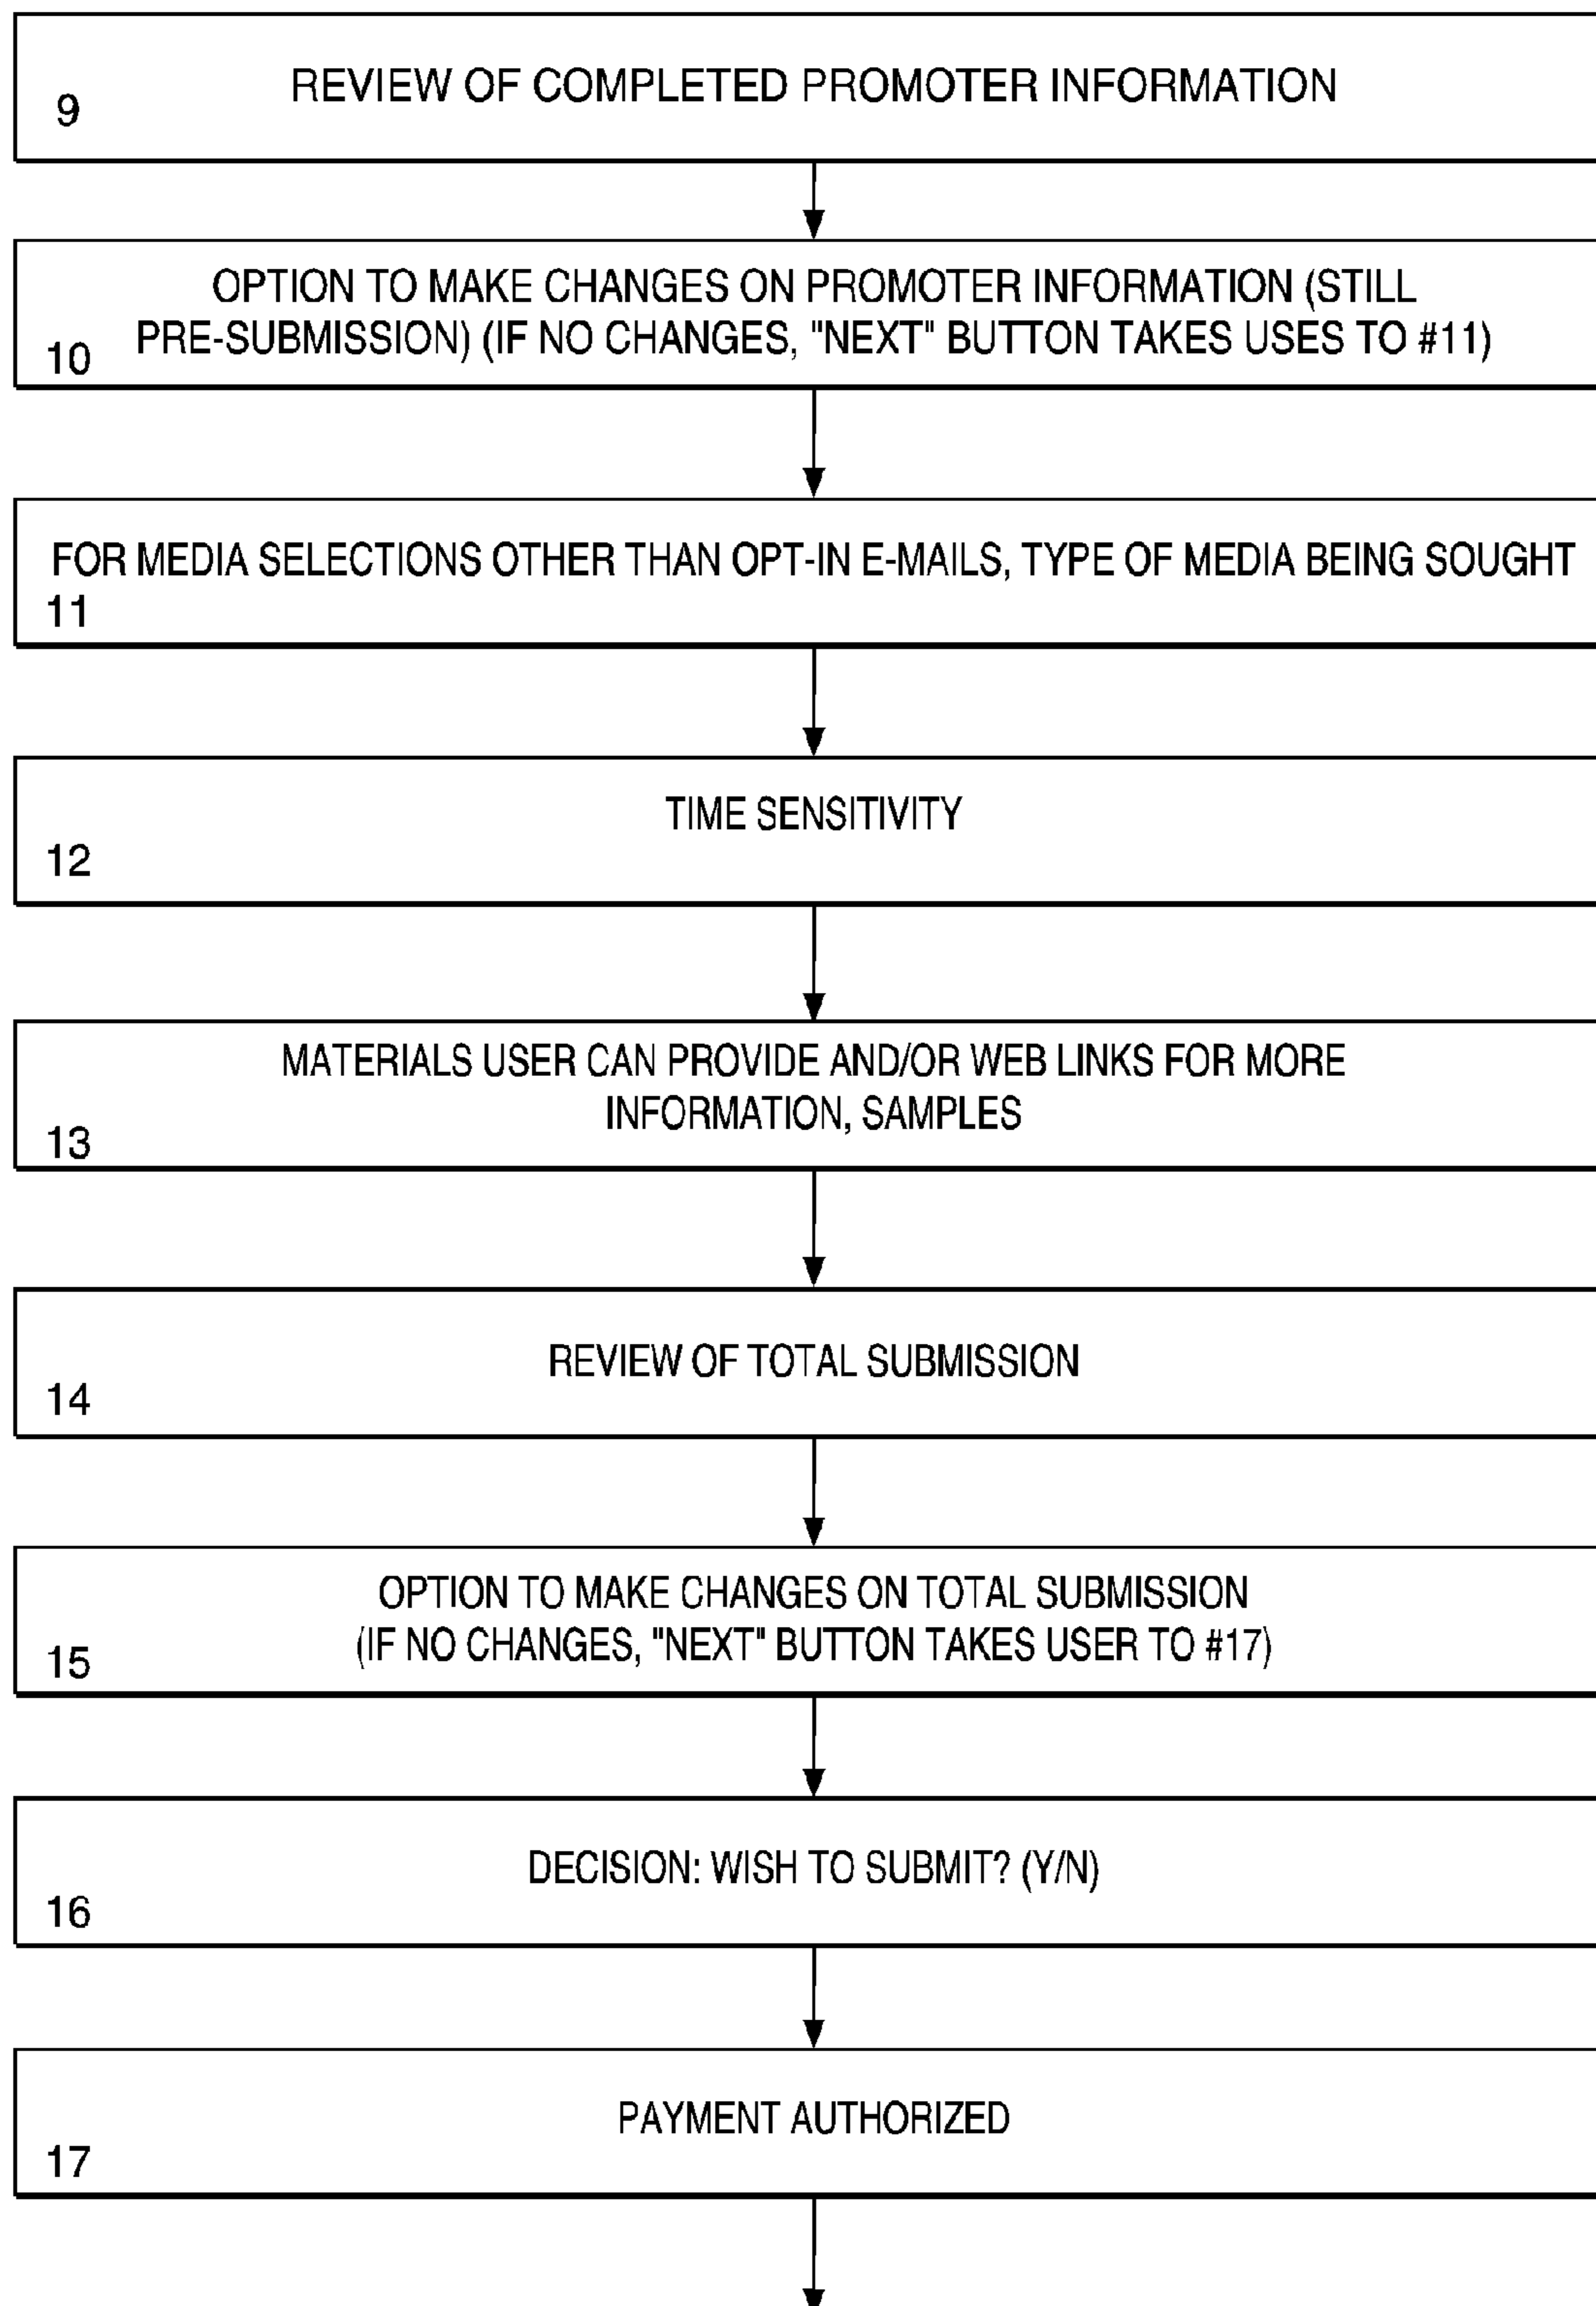 REVIEW OF COMPLETED PROMOTER INFORMATION
9
OPTION TO MAKE CHANGES ON PROMOTER INFORMATION (STILL
PRE-SUBMISSION) (IF NO CHANGES, "NEXT" BUTTON TAKES USES TO #11)
10
FOR MEDIA SELECTIONS OTHER THAN OPT-IN E-MAILS, TYPE OF MEDIA BEING SOUGHT
11
TIME SENSITIVITY
12
MATERIALS USER CAN PROVIDE AND/OR WEB LINKS FOR MORE
INFORMATION, SAMPLES
13
REVIEW OF TOTAL SUBMISSION
14
OPTION TO MAKE CHANGES ON TOTAL SUBMISSION
(IF NO CHANGES, "NEXT" BUTTON TAKES USER TO #17)
15
DECISION: WISH TO SUBMIT? (Y/N)
16
PAYMENT AUTHORIZED
17